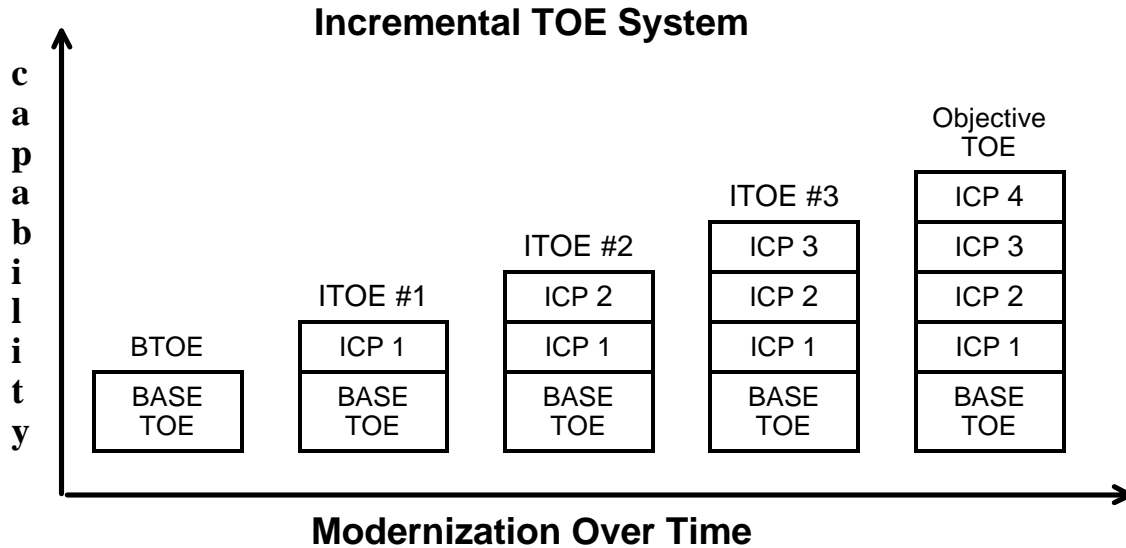 Incremental TOE System
capability
BTOE
BASE
TOE
ITOE #1
ICP 1
BASE
TOE
ITOE #2
ICP 2
ICP 1
BASE
TOE
ITOE #3
ICP 3
ICP 2
ICP 1
BASE
TOE
Objective
TOE
ICP 4
ICP 3
ICP 2
ICP 1
BASE
TOE
Modernization Over Time